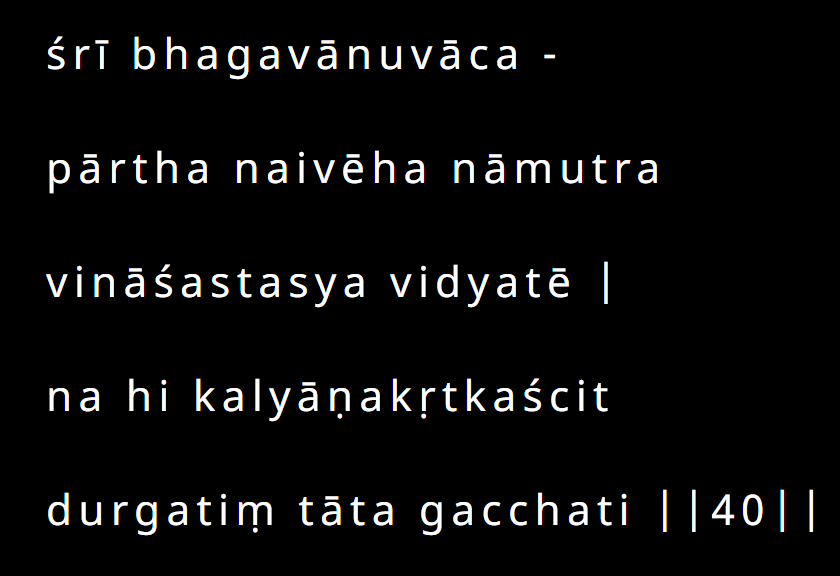 śrī bhagavānuvāca -
pārtha naivēha nāmutra
vināśastasya vidyatē |
na hi kalyāṇakṛtkaścit
durgatiṃ tāta gacchati ||40||